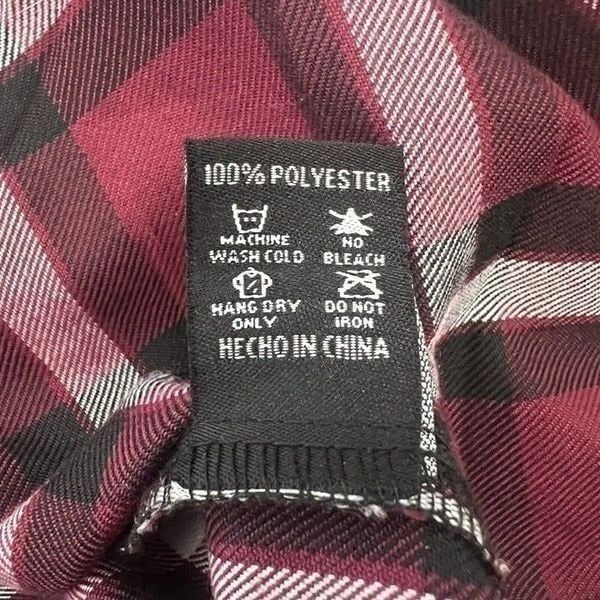 100% POLYESTER
MACHINE WASH COLD
NO BLEACH
HANG DRY ONLY
DO NOT IRON
HECHO IN CHINA